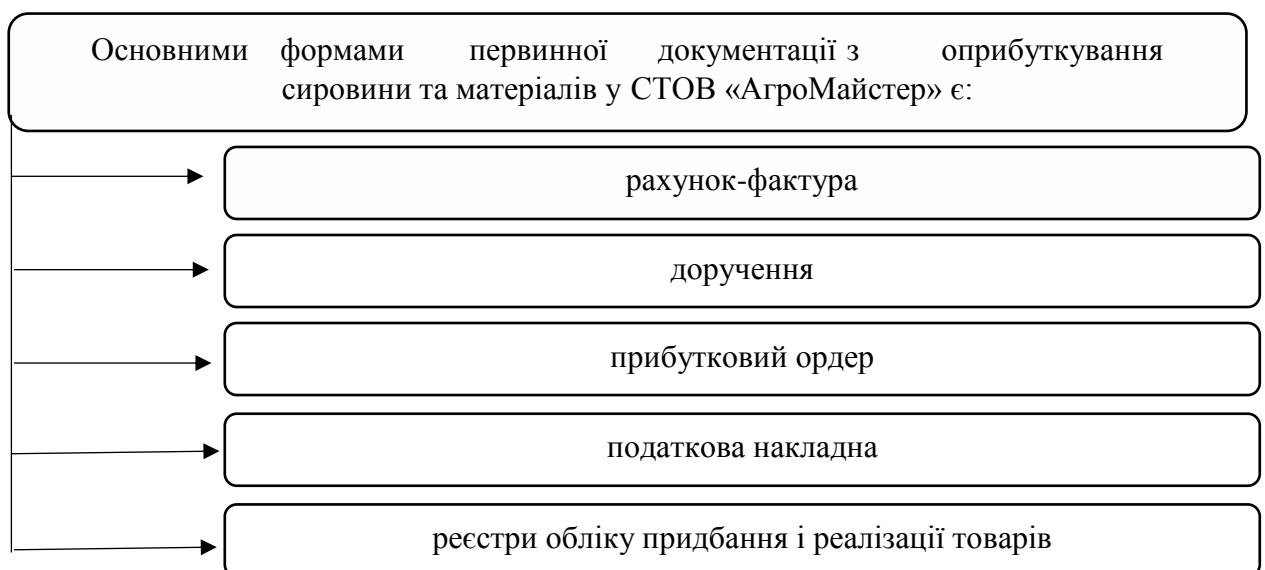 Основними формами первинної документації з оприбуткування
сировини та матеріалів у СТОВ «АгроМайстер» є:
рахунок-фактура
доручення
прибутковий ордер
податкова накладна
реєстри обліку придбання і реалізації товарів